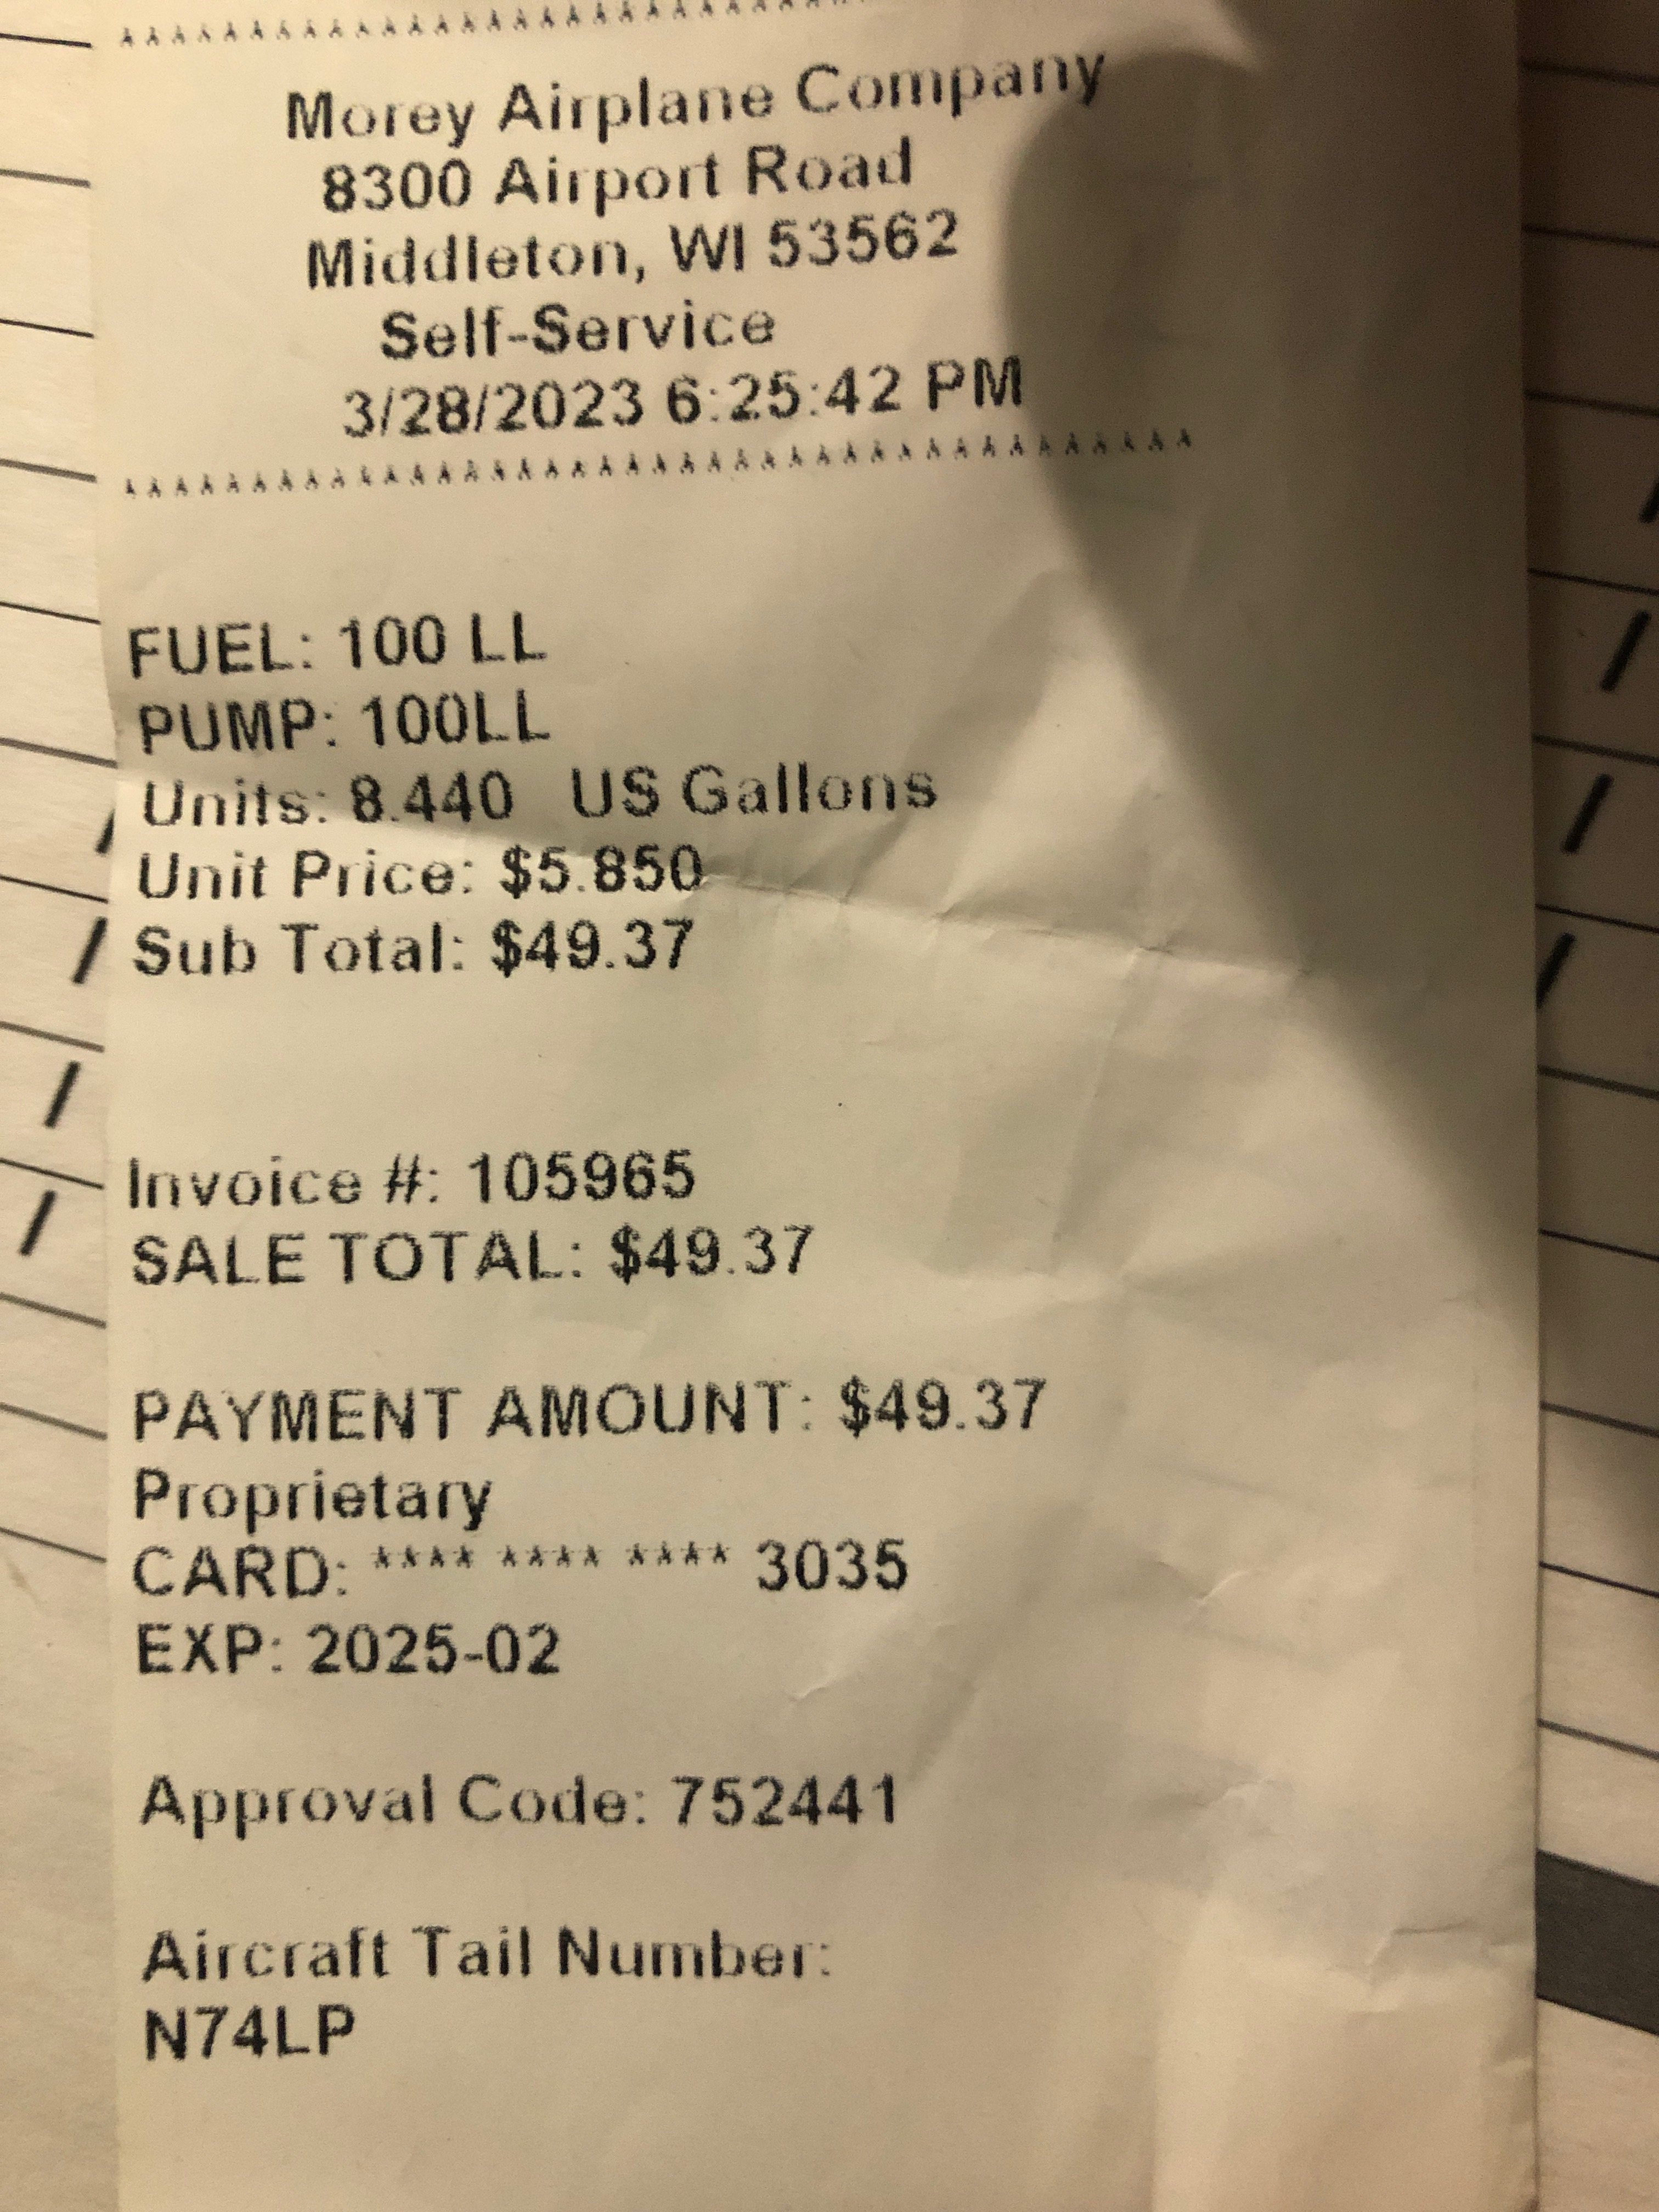 ****************************************
Morey Airplane Company
8300 Airport Road
Middleton, WI 53562
Self-Service
3/28/2023 6:25:42 PM
****************************************
FUEL: 100 LL
PUMP: 100LL
Units: 8.440 US Gallons
Unit Price: $5.850
Sub Total: $49.37
Invoice #: 105965
SALE TOTAL: $49.37
PAYMENT AMOUNT: $49.37
Proprietary
CARD: **** **** **** 3035
EXP: 2025-02
Approval Code: 752441
Aircraft Tail Number:
N74LP